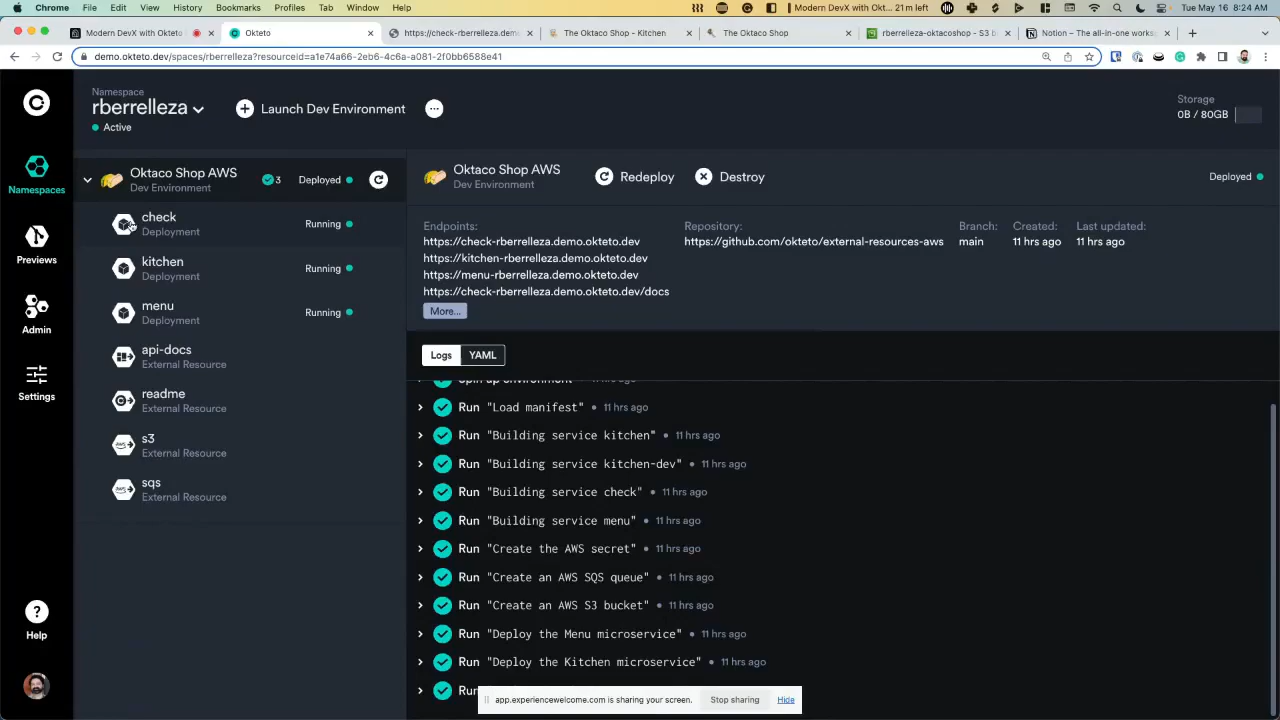 Chrome File Edit View History Bookmarks Profiles Tab Window Help Modern DevX with Okt... 21 m left Tue May 16 8:24 AM
Modern DevX with Okteto Okteto https://check-rberrelleza.demo The Oktaco Shop - Kitchen The Oktaco Shop rberrelleza-oktacoshop - S3 b Notion – The all-in-one works
demo.okteto.dev/spaces/rberrelleza?resourceid=a1e74a66-2eb6-4c6a-a081-2f0bb6588e41
Namespace
rberrelleza
Active
Launch Dev Environment
Storage
0B / 80GB
Namespaces
Previews
Admin
Settings
Help
Oktaco Shop AWS
Dev Environment
3
Deployed
check
Deployment
Running
kitchen
Deployment
Running
menu
Deployment
Running
api-docs
External Resource
readme
External Resource
s3
External Resource
sqs
External Resource
Oktaco Shop AWS
Dev Environment
Redeploy
Destroy
Deployed
Endpoints:
https://check-rberrelleza.demo.okteto.dev
https://kitchen-rberrelleza.demo.okteto.dev
https://menu-rberrelleza.demo.okteto.dev
https://check-rberrelleza.demo.okteto.dev/docs
More...
Repository:
https://github.com/okteto/external-resources-aws
Branch:
main
Created:
11 hrs ago
Last updated:
11 hrs ago
Logs YAML
Spin up environment 11 hrs ago
Run "Load manifest" • 11 hrs ago
Run "Building service kitchen" • 11 hrs ago
Run "Building service kitchen-dev" • 11 hrs ago
Run "Building service check" • 11 hrs ago
Run "Building service menu" • 11 hrs ago
Run "Create the AWS secret" • 11 hrs ago
Run "Create an AWS SQS queue" • 11 hrs ago
Run "Create an AWS S3 bucket" • 11 hrs ago
Run "Deploy the Menu microservice" • 11 hrs ago
Run "Deploy the Kitchen microservice" • 11 hrs ago
app.experiencewelcome.com is sharing your screen. Stop sharing Hide